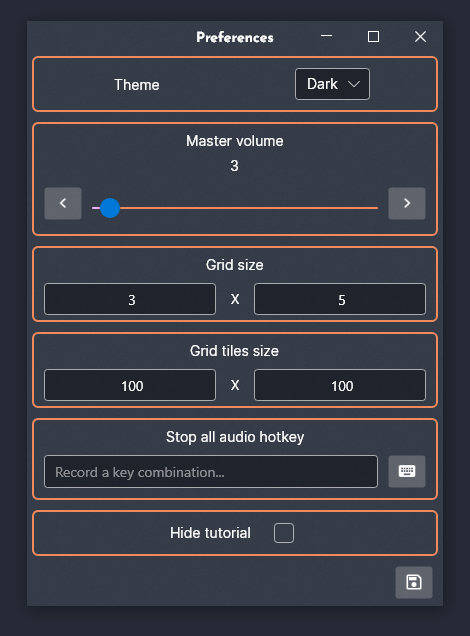 Preferences
Theme
Dark
Master volume
3
Grid size
3 X 5
Grid tiles size
100 X 100
Stop all audio hotkey
Record a key combination...
Hide tutorial